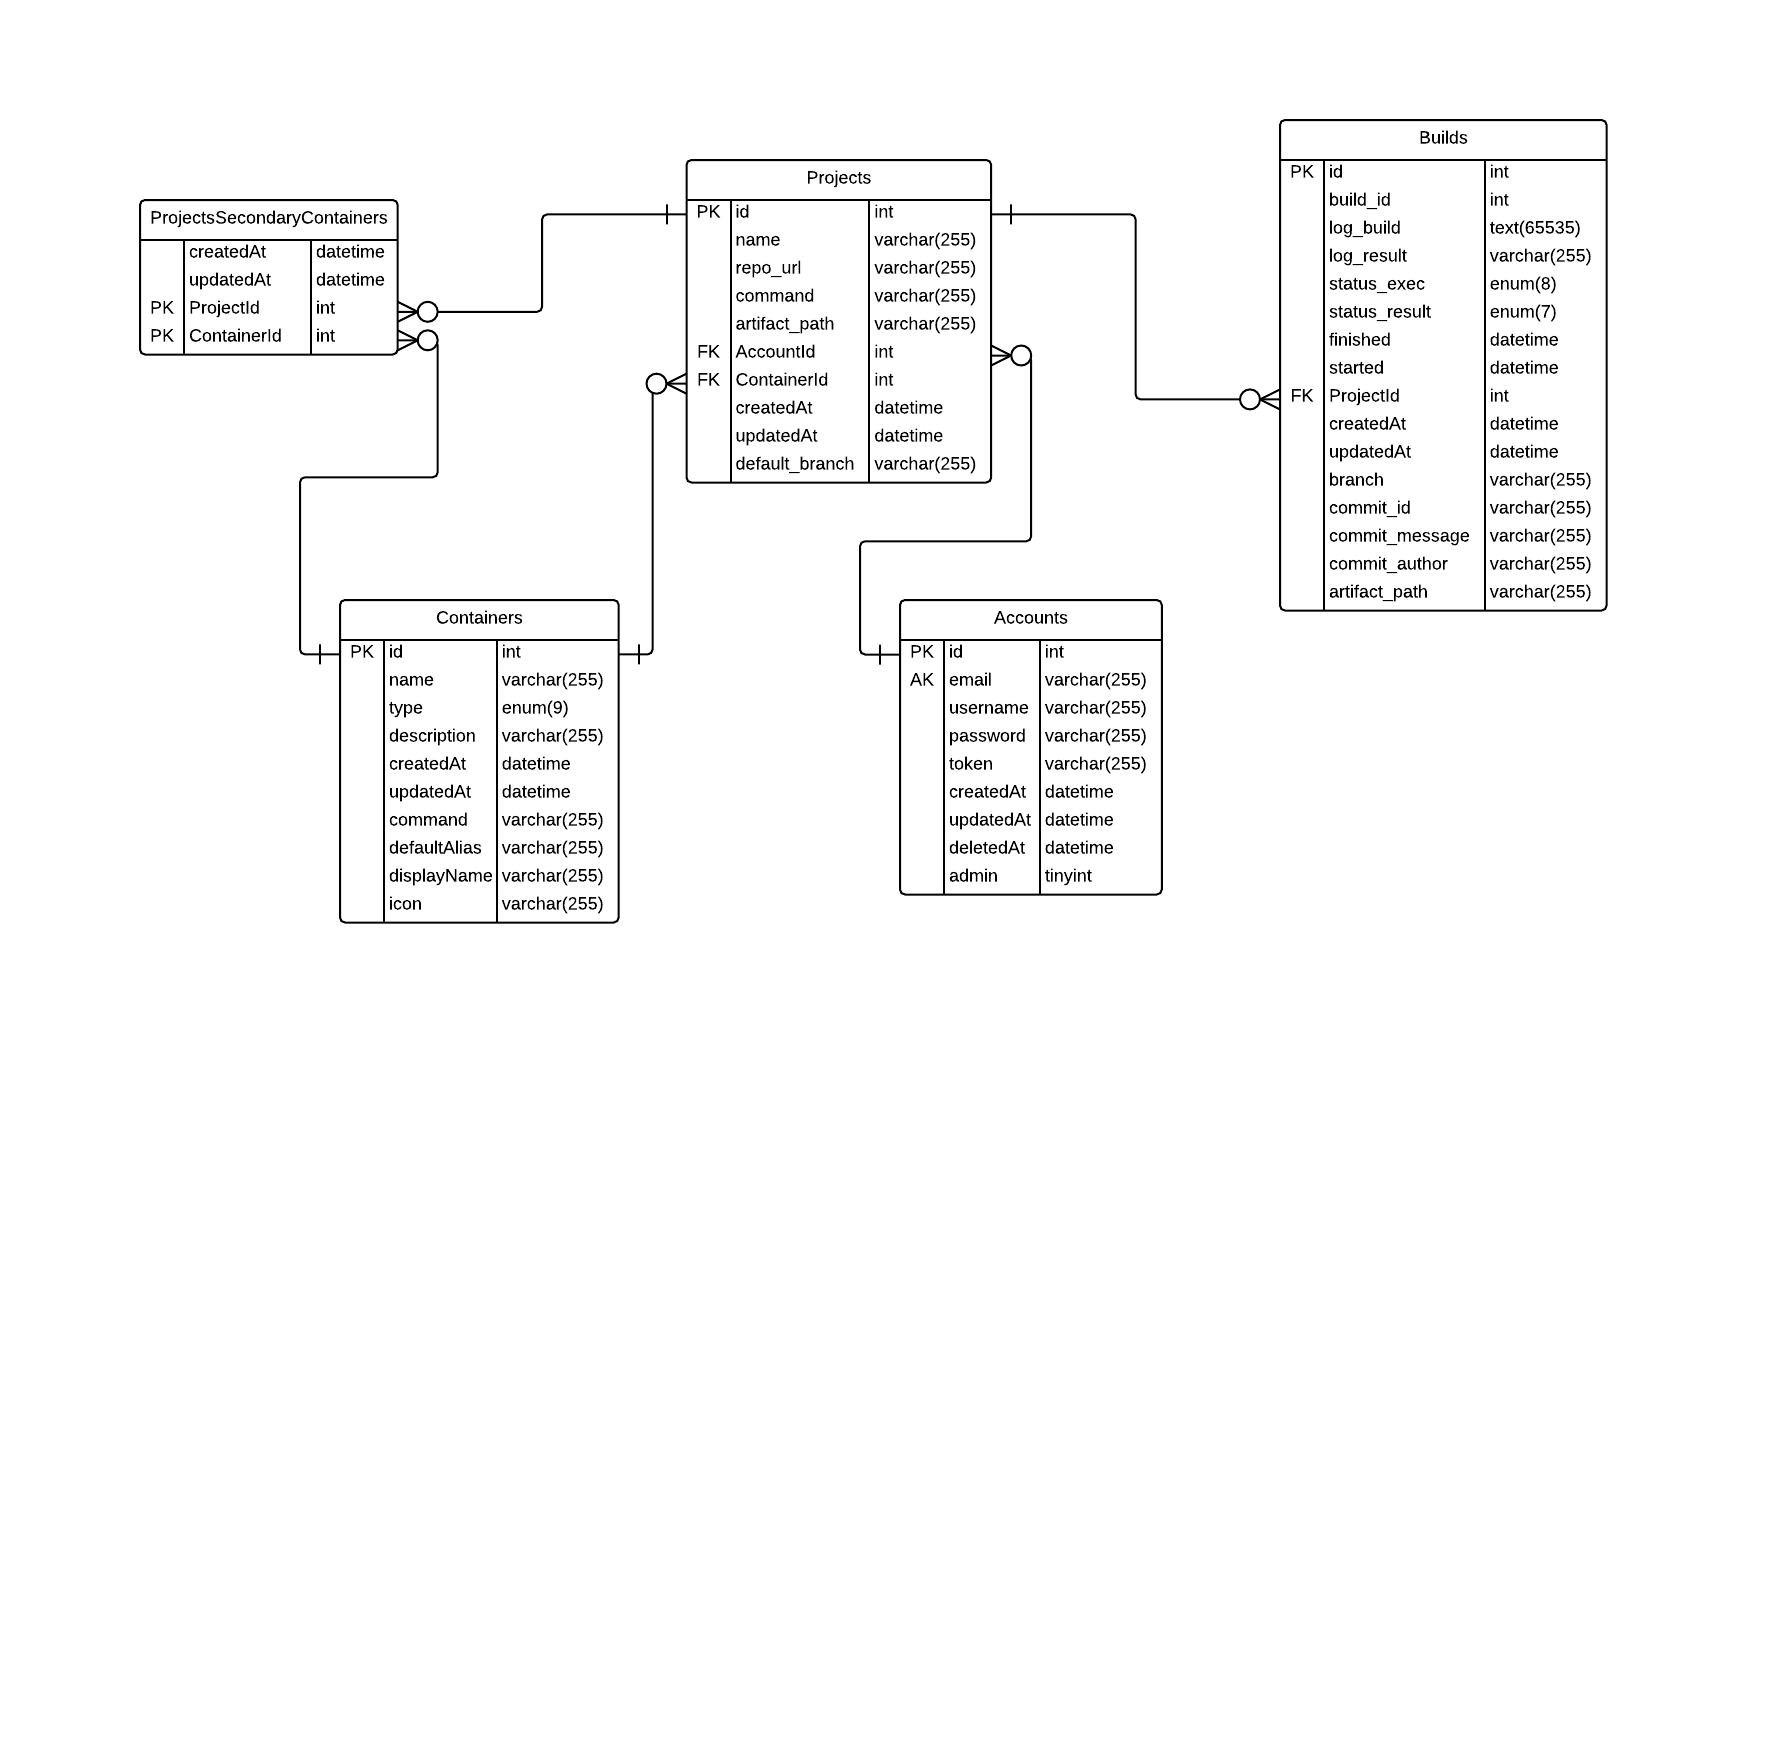 ProjectsSecondaryContainers
createdAt datetime
updatedAt datetime
PK ProjectId int
PK ContainerId int
Projects
PK id int
name varchar(255)
repo_url varchar(255)
command varchar(255)
artifact_path varchar(255)
FK AccountId int
FK ContainerId int
createdAt datetime
updatedAt datetime
default_branch varchar(255)
Builds
PK id int
build_id int
log_build text(65535)
log_result varchar(255)
status_exec enum(8)
status_result enum(7)
finished datetime
started datetime
FK ProjectId int
createdAt datetime
updatedAt datetime
branch varchar(255)
commit_id varchar(255)
commit_message varchar(255)
commit_author varchar(255)
artifact_path varchar(255)
Containers
PK id int
name varchar(255)
type enum(9)
description varchar(255)
createdAt datetime
updatedAt datetime
command varchar(255)
defaultAlias varchar(255)
displayName varchar(255)
icon varchar(255)
Accounts
PK id int
AK email varchar(255)
username varchar(255)
password varchar(255)
token varchar(255)
createdAt datetime
updatedAt datetime
deletedAt datetime
admin tinyint